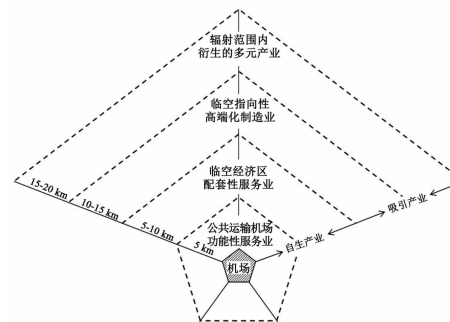 辐射范围内
衍生的多元产业
临空指向性
高端化制造业
临空经济区
配套性服务业
公共运输机场
功能性服务业
机场
15-20 km
10-15 km
5-10 km
5 km
自生产业
吸引产业